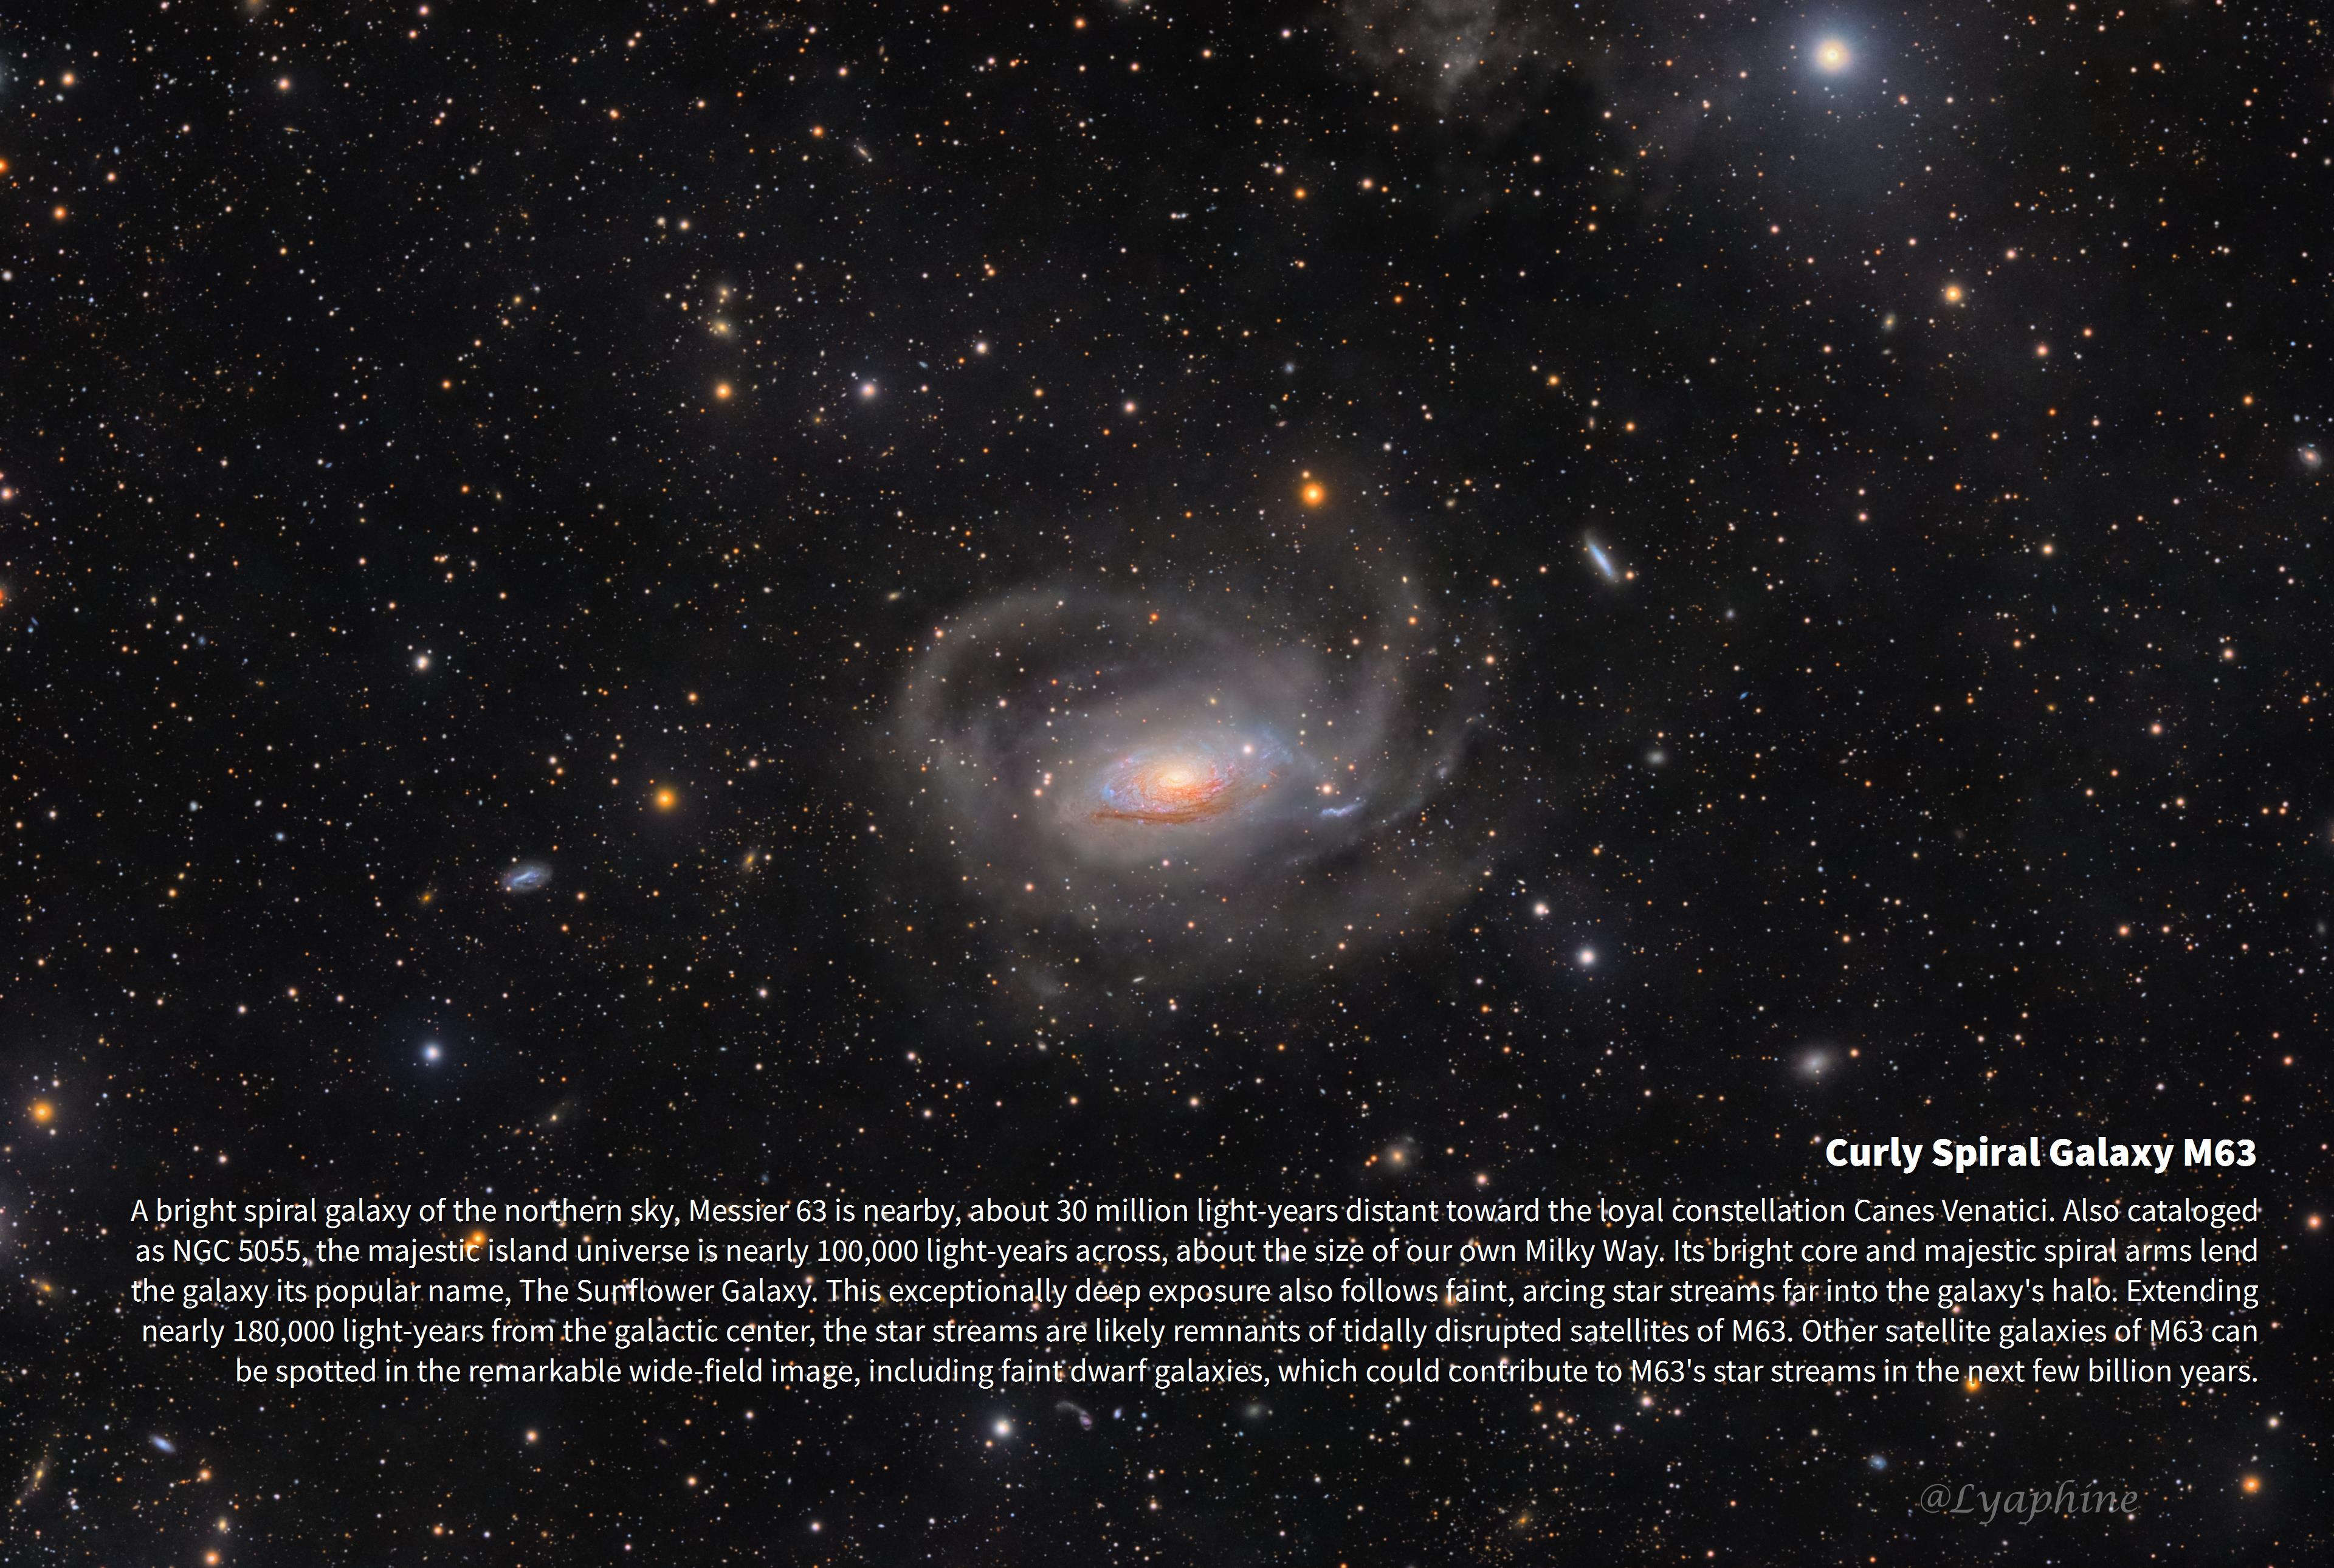 Curly Spiral Galaxy M63
A bright spiral galaxy of the northern sky, Messier 63 is nearby, about 30 million light-years distant toward the loyal constellation Canes Venatici. Also cataloged
as NGC 5055, the majestic island universe is nearly 100,000 light-years across, about the size of our own Milky Way. Its bright core and majestic spiral arms lend
the galaxy its popular name, The Sunflower Galaxy. This exceptionally deep exposure also follows faint, arcing star streams far into the galaxy's halo. Extending
nearly 180,000 light-years from the galactic center, the star streams are likely remnants of tidally disrupted satellites of M63. Other satellite galaxies of M63 can
be spotted in the remarkable wide-field image, including faint dwarf galaxies, which could contribute to M63's star streams in the next few billion years.
@Lyaphine